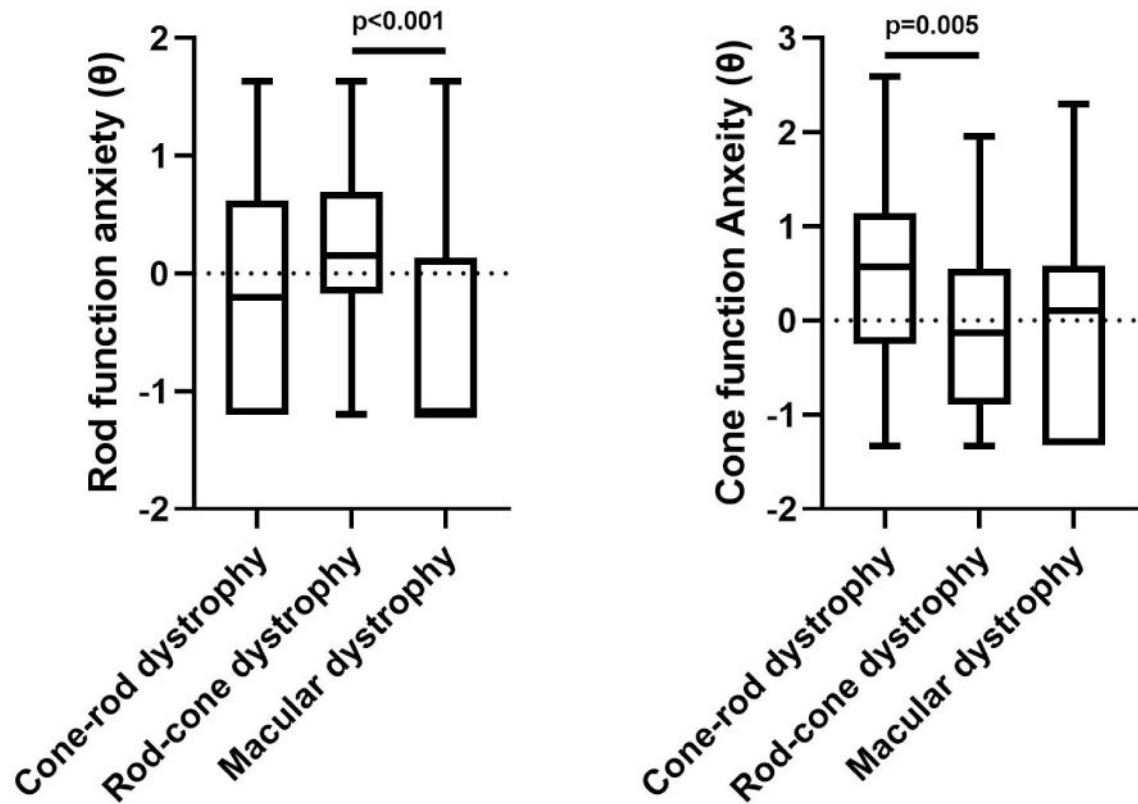 Rod function anxiety (θ)
2
1
0
-1
-2
p<0.001
Cone-rod dystrophy
Rod-cone dystrophy
Macular dystrophy
Cone function Anxeity (θ)
3
2
1
0
-1
-2
p=0.005
Cone-rod dystrophy
Rod-cone dystrophy
Macular dystrophy